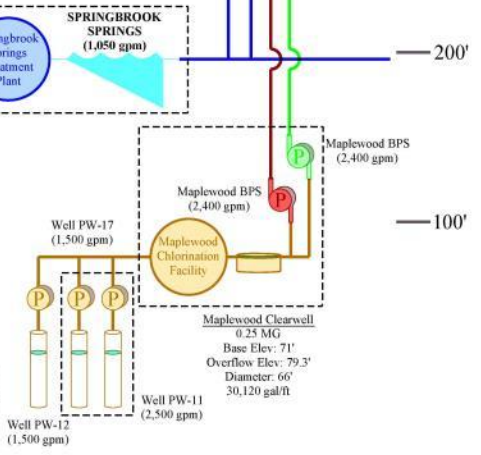 SPRINGBROOK
SPRINGS
(1,050 gpm)
Plant
200'
Maplewood BPS
(2,400 gpm)
Maplewood BPS
(2,400 gpm)
100'
Well PW-17
(1,500 gpm)
Maplewood
Chlorination
Facility
P
P
P
P
P
Maplewood Clearwell
0.25 MG
Base Elev: 71'
Overflow Elev: 79.3'
Diameter: 66'
30,120 gal/ft
Well PW-11
(2,500 gpm)
Well PW-12
(1,500 gpm)